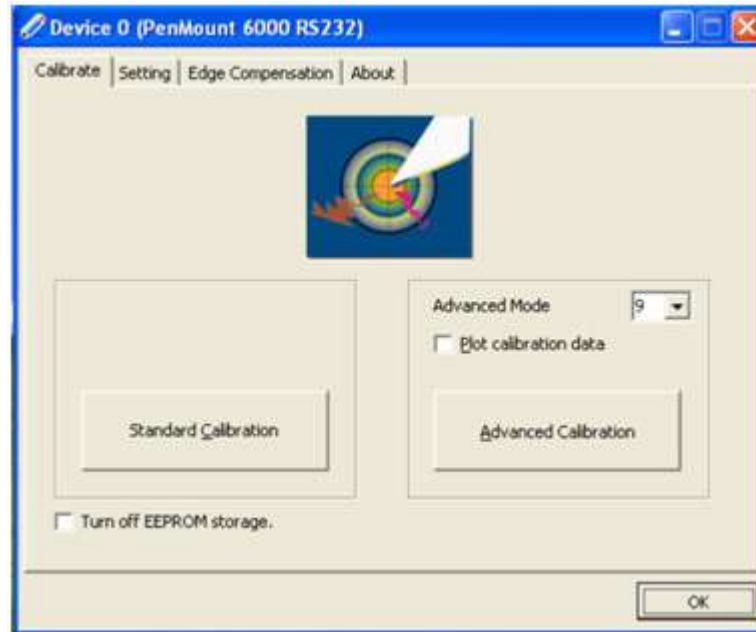 Device 0 (PenMount 6000 RS232)
Calibrate Setting Edge Compensation About
Advanced Mode 9
Plot calibration data
Standard Calibration
Advanced Calibration
Turn off EEPROM storage.
OK